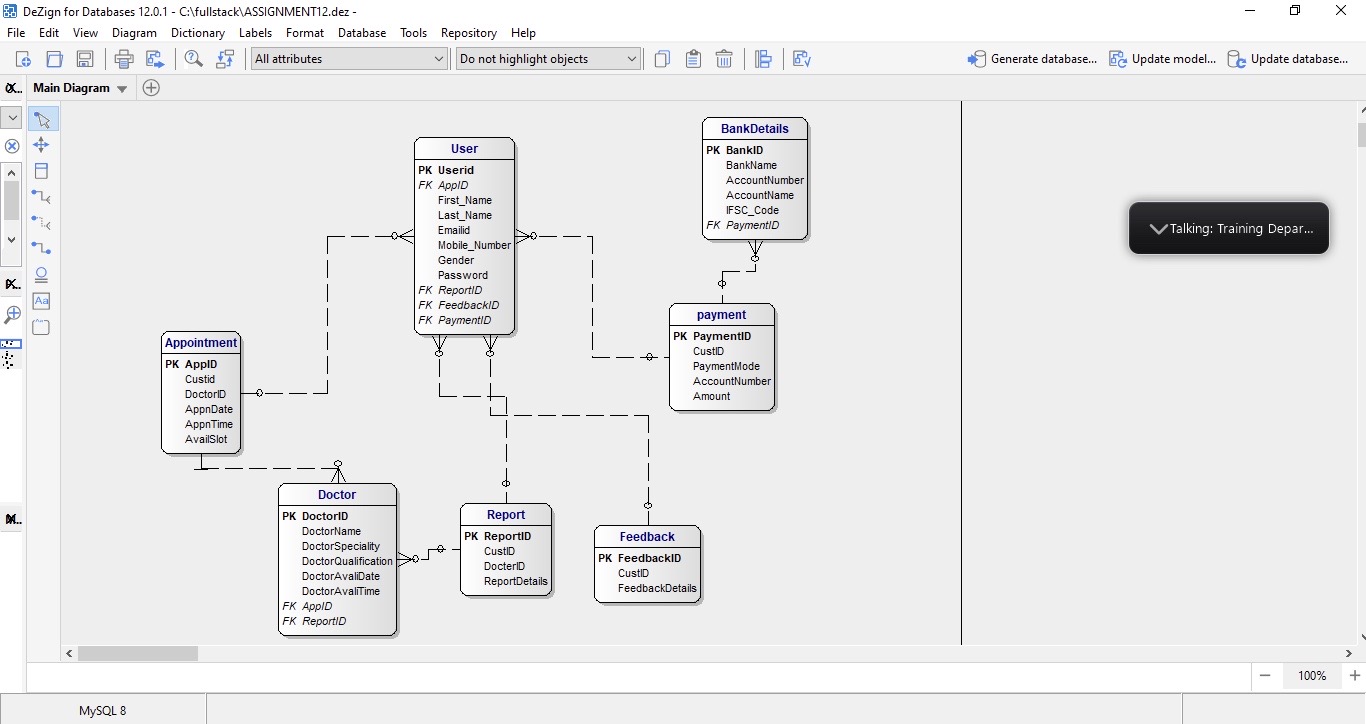 DeZign for Databases 12.0.1 - C:\fullstack\ASSIGNMENT12.dez -
File Edit View Diagram Dictionary Labels Format Database Tools Repository Help
All attributes Do not highlight objects Generate database... Update model... Update database...
Main Diagram
User
PK Userid
FK AppID
First_Name
Last_Name
Emailid
Mobile_Number
Gender
Password
FK ReportID
FK FeedbackID
FK PaymentID
BankDetails
PK BankID
BankName
AccountNumber
AccountName
IFSC_Code
FK PaymentID
Talking: Training Depar...
payment
PK PaymentID
CustID
PaymentMode
AccountNumber
Amount
Appointment
PK AppID
Custid
DoctorID
AppnDate
AppnTime
AvailSlot
Doctor
PK DoctorID
DoctorName
DoctorSpeciality
DoctorQualification
DoctorAvaliDate
DoctorAvaliTime
FK AppID
FK ReportID
Report
PK ReportID
CustID
DocterID
ReportDetails
Feedback
PK FeedbackID
CustID
FeedbackDetails
100%
MySQL 8